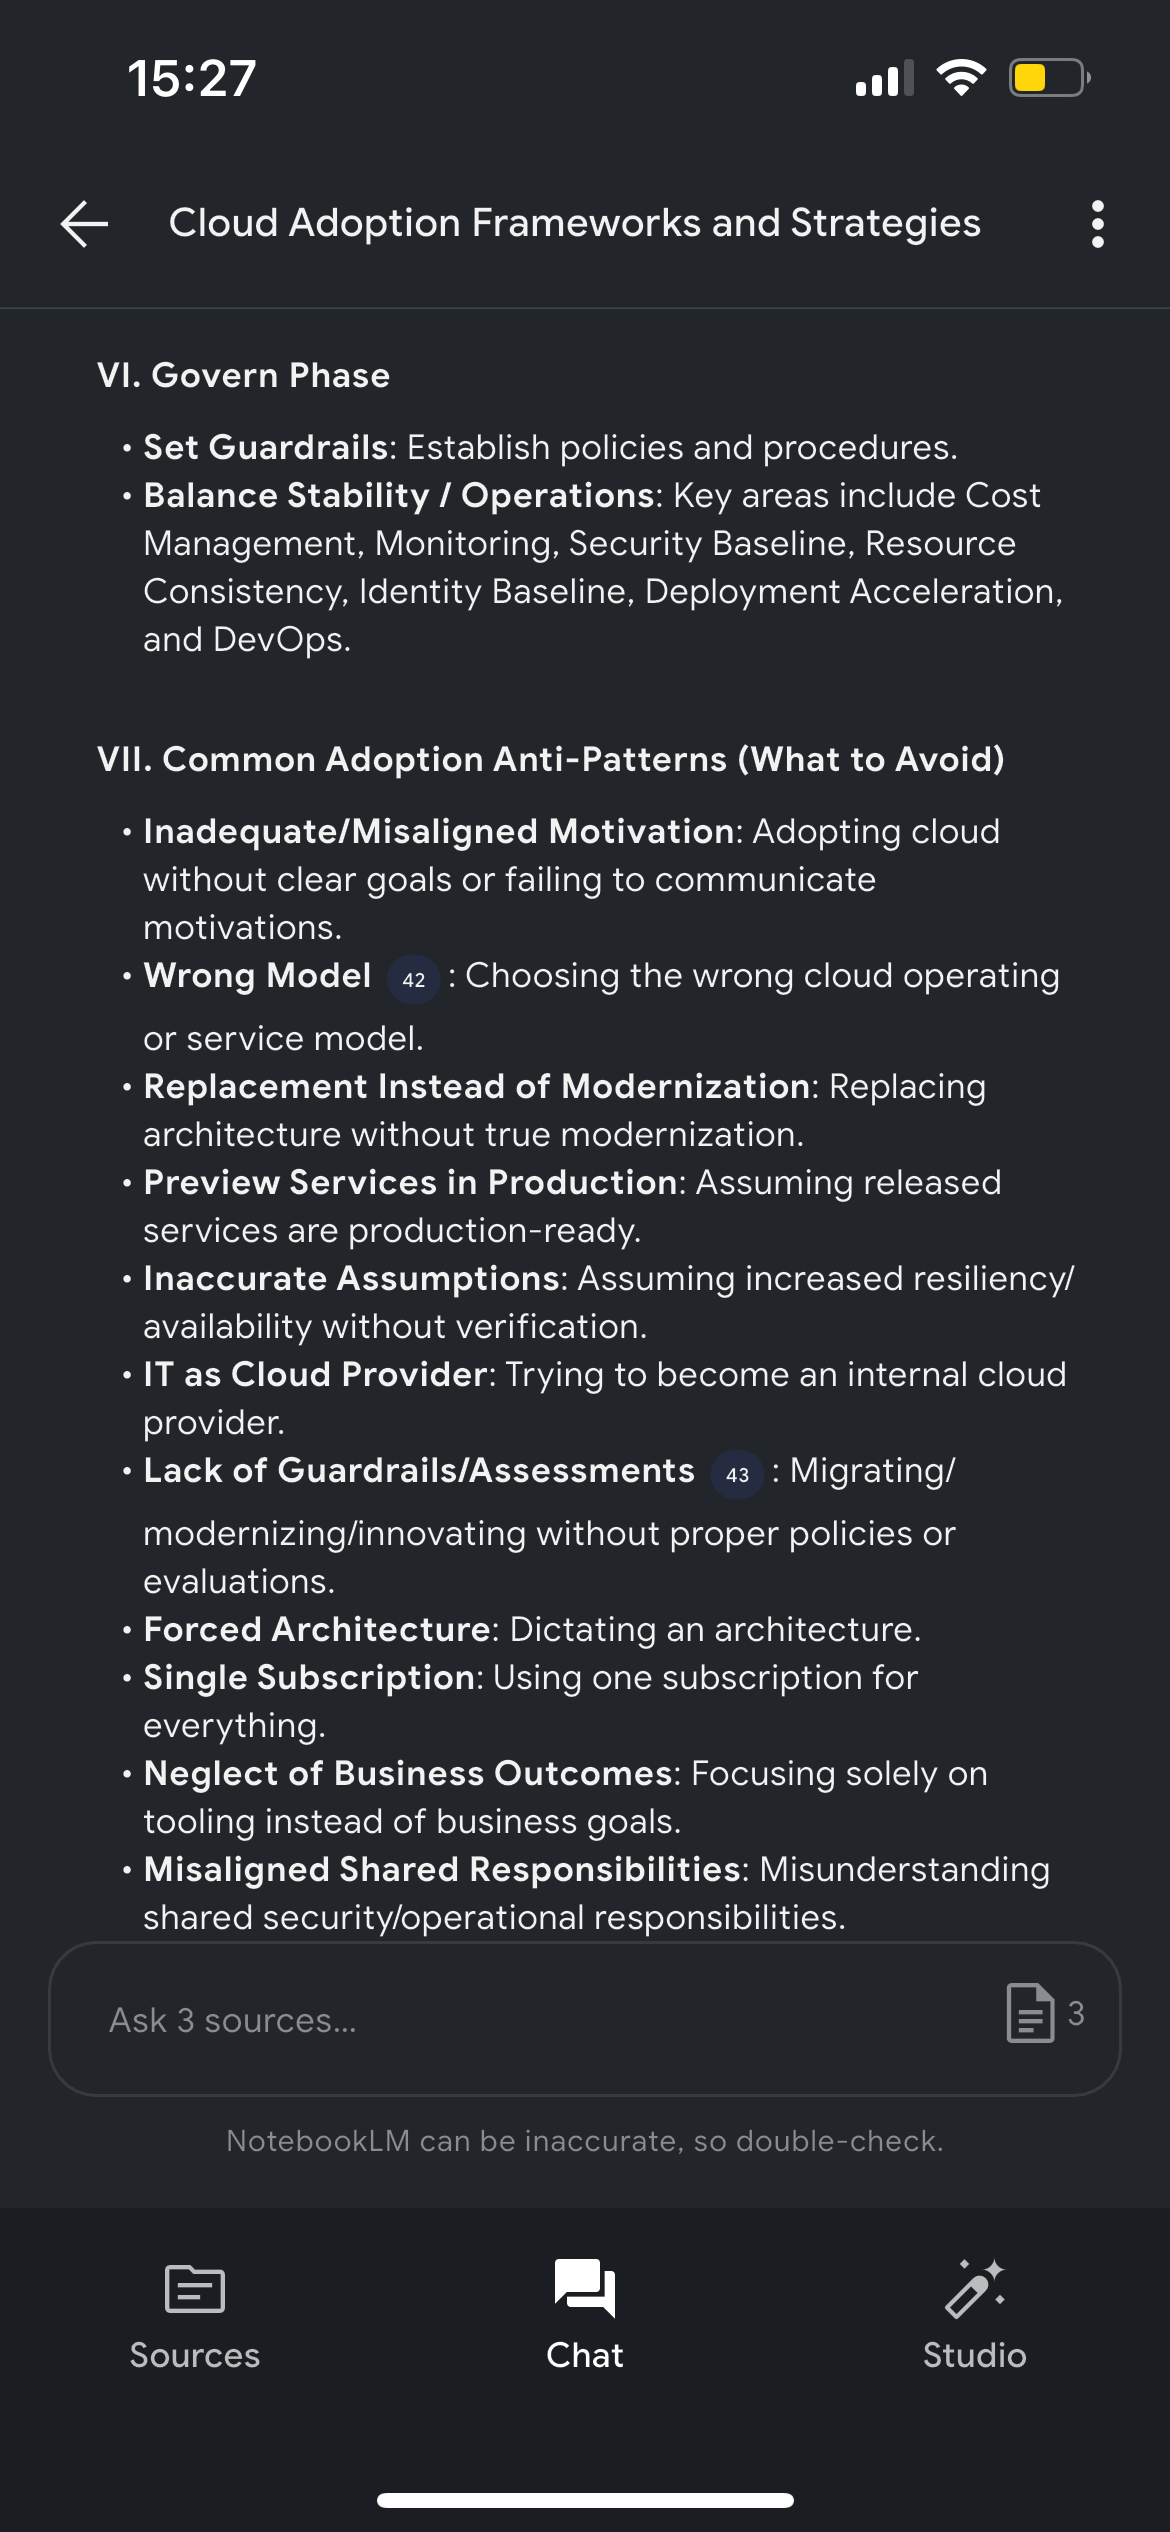 15:27
Cloud Adoption Frameworks and Strategies
VI. Govern Phase
• Set Guardrails: Establish policies and procedures.
• Balance Stability / Operations: Key areas include Cost
Management, Monitoring, Security Baseline, Resource
Consistency, Identity Baseline, Deployment Acceleration,
and DevOps.
VII. Common Adoption Anti-Patterns (What to Avoid)
• Inadequate/Misaligned Motivation: Adopting cloud
without clear goals or failing to communicate
motivations.
• Wrong Model 42 : Choosing the wrong cloud operating
or service model.
• Replacement Instead of Modernization: Replacing
architecture without true modernization.
• Preview Services in Production: Assuming released
services are production-ready.
• Inaccurate Assumptions: Assuming increased resiliency/
availability without verification.
• IT as Cloud Provider: Trying to become an internal cloud
provider.
• Lack of Guardrails/Assessments 43 : Migrating/
modernizing/innovating without proper policies or
evaluations.
• Forced Architecture: Dictating an architecture.
• Single Subscription: Using one subscription for
everything.
• Neglect of Business Outcomes: Focusing solely on
tooling instead of business goals.
• Misaligned Shared Responsibilities: Misunderstanding
shared security/operational responsibilities.
Ask 3 sources...
3
NotebookLM can be inaccurate, so double-check.
Sources
Chat
Studio